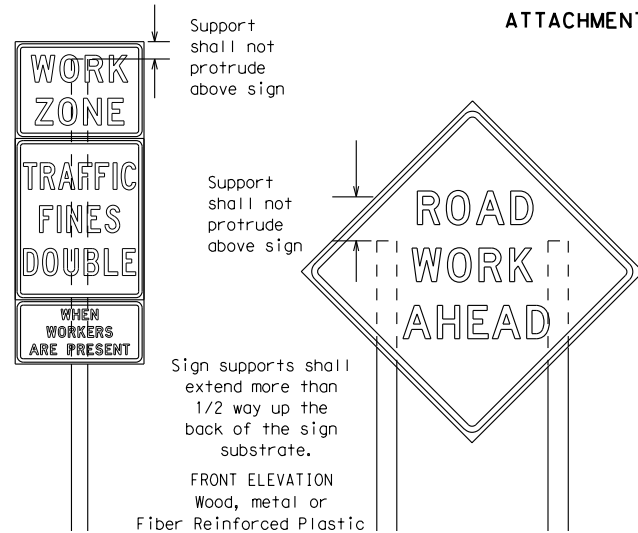 ATTACHMENT
Support
shall not
protrude
above sign
WORK
ZONE
TRAFFIC
FINES
DOUBLE
WHEN
WORKERS
ARE PRESENT
Support
shall not
protrude
above sign
ROAD
WORK
AHEAD
Sign supports shall
extend more than
1/2 way up the
back of the sign
substrate.
FRONT ELEVATION
Wood, metal or
Fiber Reinforced Plastic